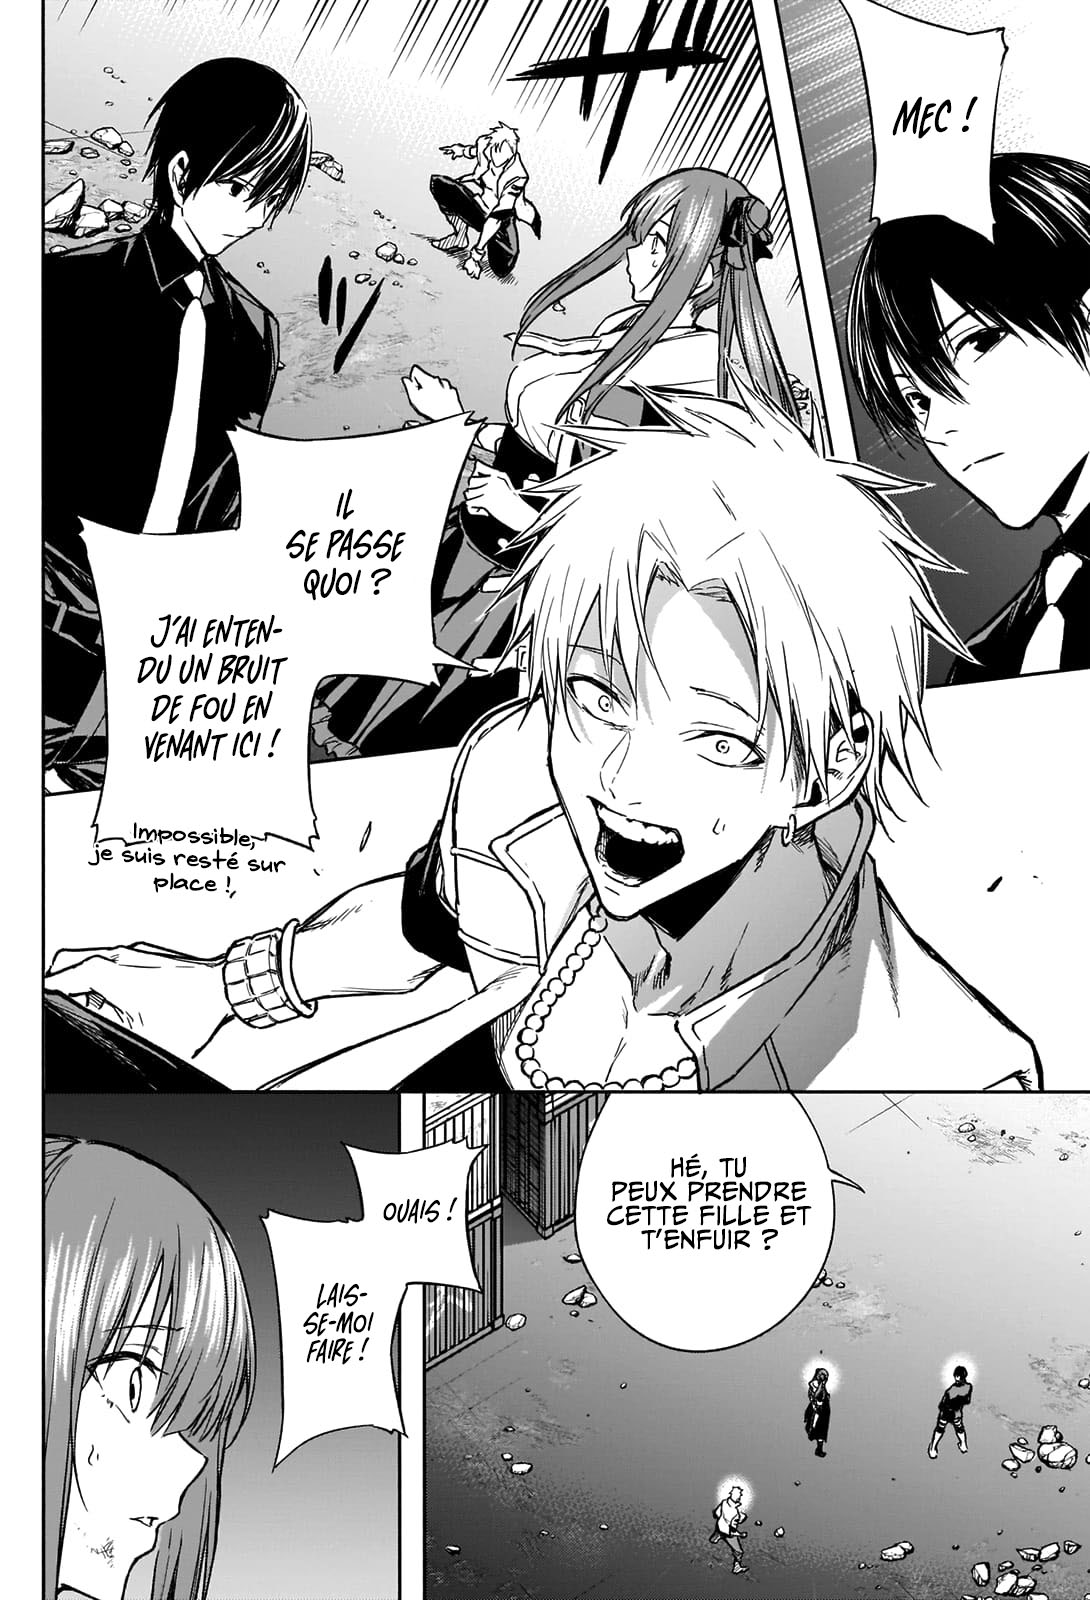 MEC !
IL
SE PASSE
QUOI ?
J'AI ENTEN-
DU UN BRUIT
DE FOU EN
VENANT ICI !
Impossible,
je suis resté sur
place !
HÉ, TU
PEUX PRENDRE
CETTE FILLE ET
T'ENFUIR ?
OUAIS !
LAIS-
SE-MOI
FAIRE !